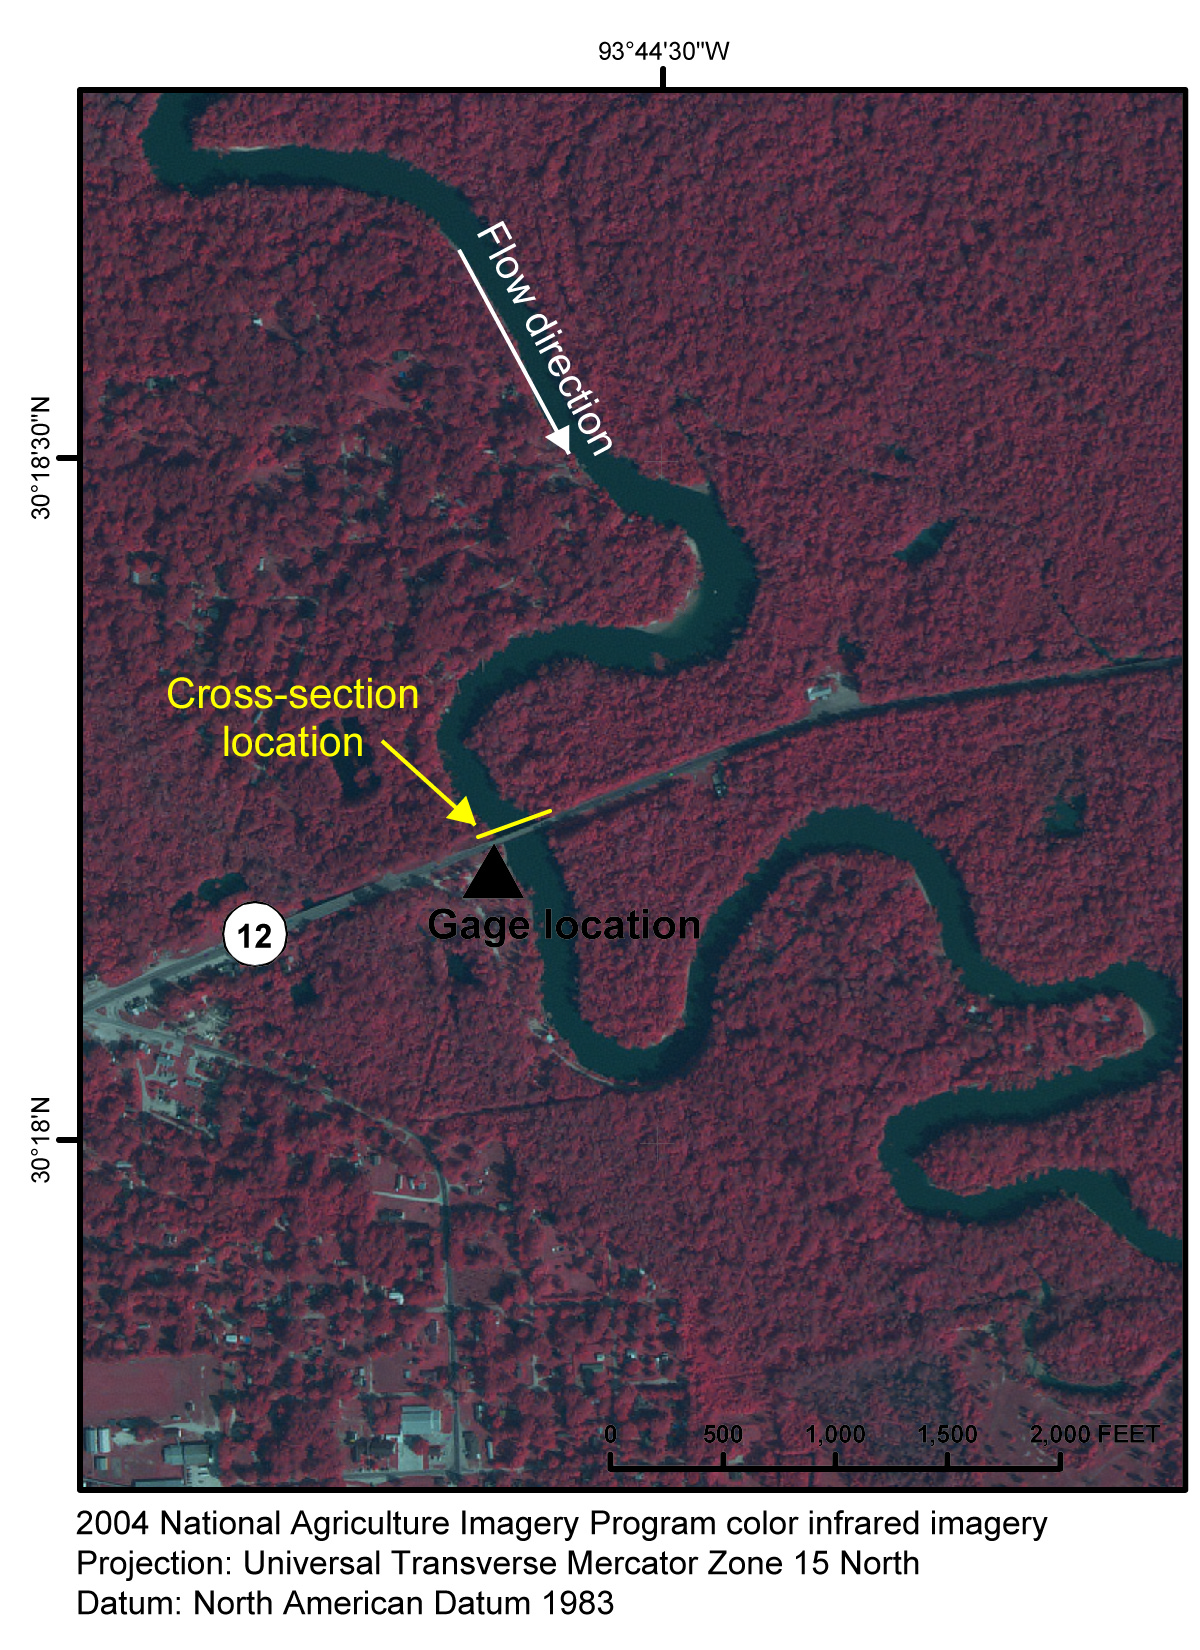 93°44'30"W
Flow direction
30°18'30"N
Cross-section
location
12
Gage location
30°18'N
0 500 1,000 1,500 2,000 FEET
2004 National Agriculture Imagery Program color infrared imagery
Projection: Universal Transverse Mercator Zone 15 North
Datum: North American Datum 1983